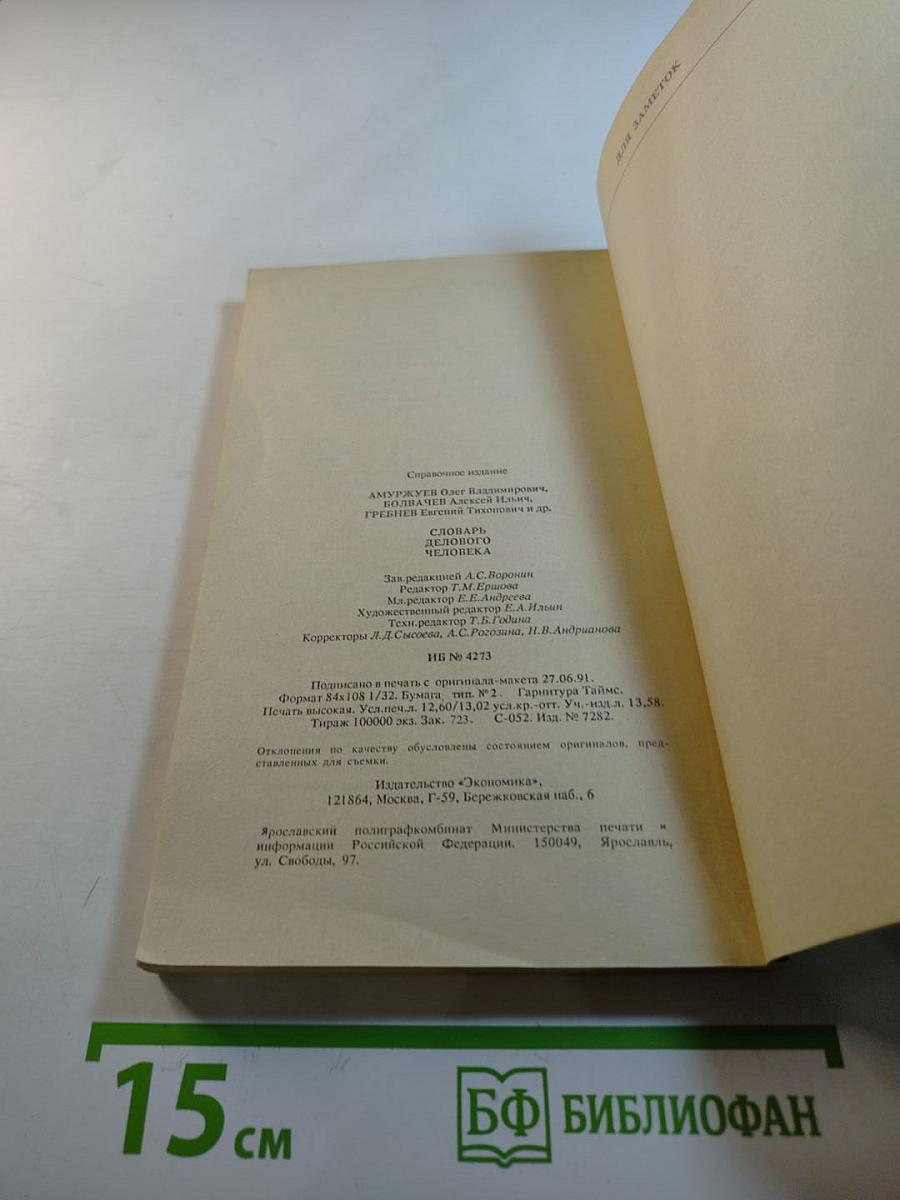 ДЛЯ ЗАМЕТОК
Справочное издание
АМУРЖУЕВ Олег Владимирович,
БОЛВАЧЕВ Алексей Ильич,
ГРЕБНЕВ Евгений Тихонович и др.
СЛОВАРЬ
ДЕЛОВОГО
ЧЕЛОВЕКА
Зав.редакцией А.С.Воронин
Редактор Т.М.Ершова
Мл.редактор Е.Е.Андреева
Художественный редактор Е.А.Ильин
Техн.редактор Т.Б.Година
Корректоры Л.Д.Сысоева, А.С.Рогозина, Н.В.Андрианова
ИБ № 4273
Подписано в печать с оригинала-макета 27.06.91.
Формат 84х108 1/32. Бумага тип. №2. Гарнитура Таймс.
Печать высокая. Усл.печ.л. 12,60/13,02 усл.кр.-отт. Уч.-изд.л. 13,58.
Тираж 100000 экз. Зак. 723. С-052. Изд. № 7282.
Отклонения по качеству обусловлены состоянием оригиналов, пред-
ставленных для съемки.
Издательство «Экономика»,
121864, Москва, Г-59, Бережковская наб., 6
Ярославский полиграфкомбинат Министерства печати и
информации Российской Федерации. 150049, Ярославль,
ул. Свободы, 97.
15 см
БФ БИБЛИОФАН